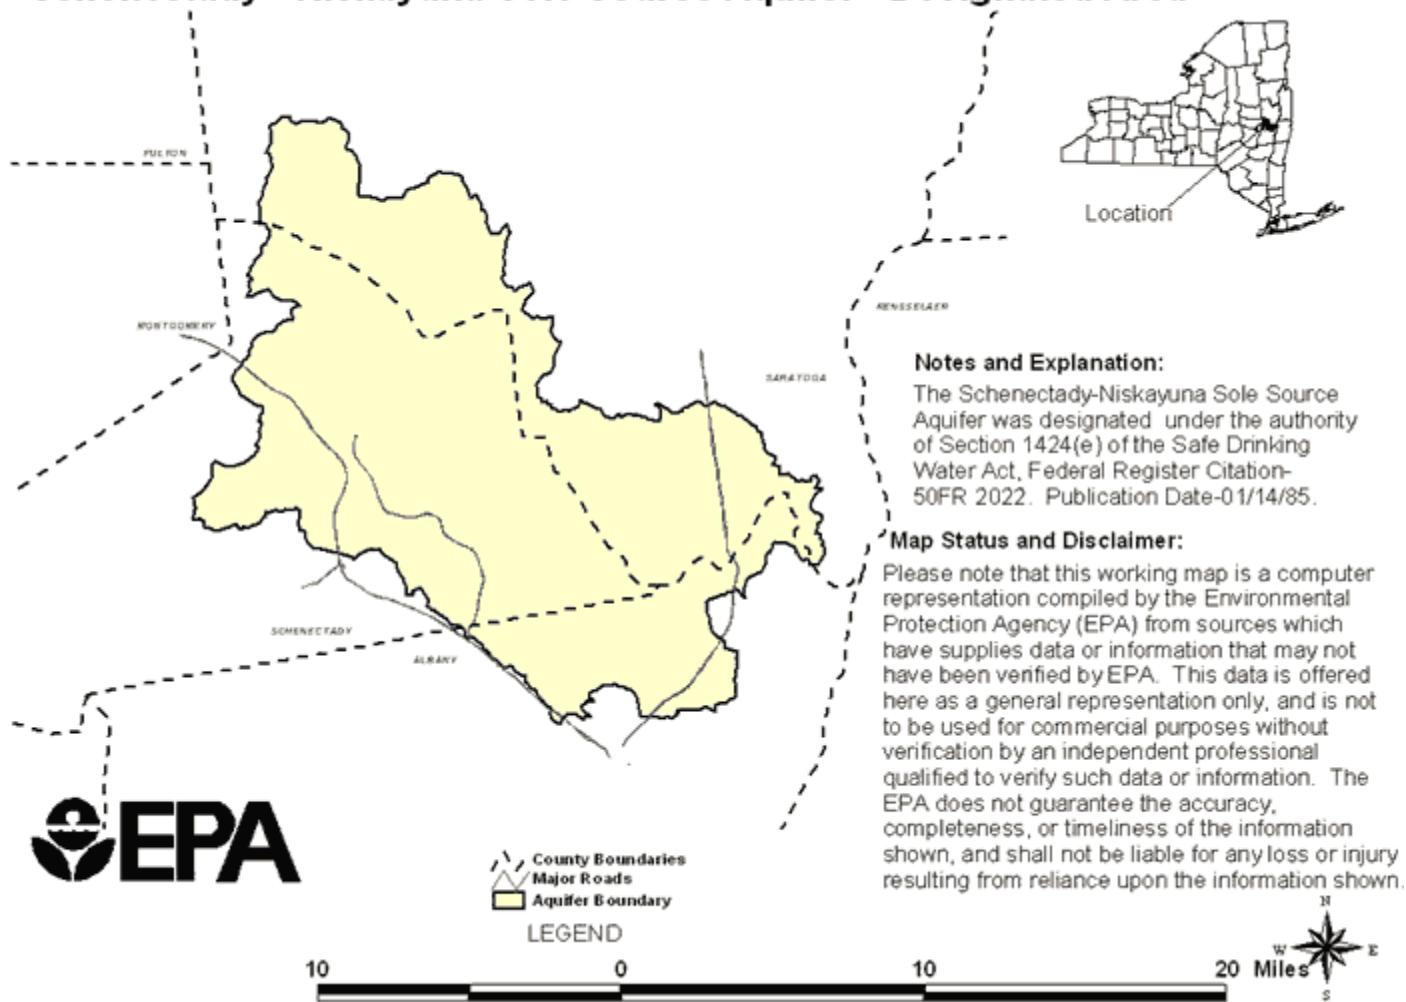 Schenectady - Niskayuna Sole Source Aquifer - Designated Area
FULTON
Location
RENSSELAER
MONTGOMERY
SARATOGA
Notes and Explanation:
The Schenectady-Niskayuna Sole Source
Aquifer was designated under the authority
of Section 1424(e) of the Safe Drinking
Water Act, Federal Register Citation-
50FR 2022. Publication Date-01/14/85.
Map Status and Disclaimer:
Please note that this working map is a computer
representation compiled by the Environmental
Protection Agency (EPA) from sources which
have supplies data or information that may not
have been verified by EPA. This data is offered
here as a general representation only, and is not
to be used for commercial purposes without
verification by an independent professional
qualified to verify such data or information. The
EPA does not guarantee the accuracy,
completeness, or timeliness of the information
shown, and shall not be liable for any loss or injury
resulting from reliance upon the information shown.
SCHENECTADY
ALBANY
EPA
County Boundaries
Major Roads
Aquifer Boundary
LEGEND
N
W E
S
10 0 10 20 Miles